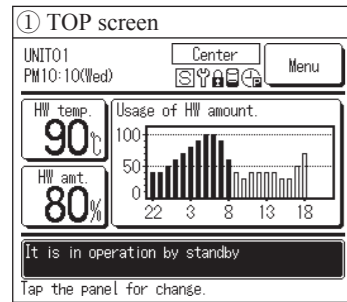 ① TOP screen
UNIT01
Center
Menu
PM10:10(Wed)
S
HW temp.
90℃
HW amt.
80%
Usage of HW amount.
100
50
0
22 3 8 13 18
It is in operation by standby
Tap the panel for change.